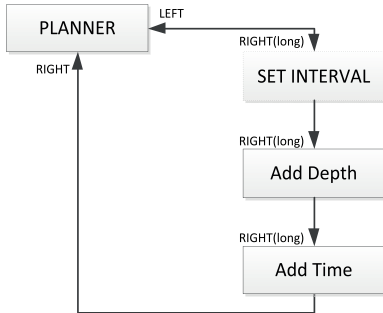 LEFT
PLANNER
RIGHT(long)
RIGHT
SET INTERVAL
RIGHT(long)
Add Depth
RIGHT(long)
Add Time